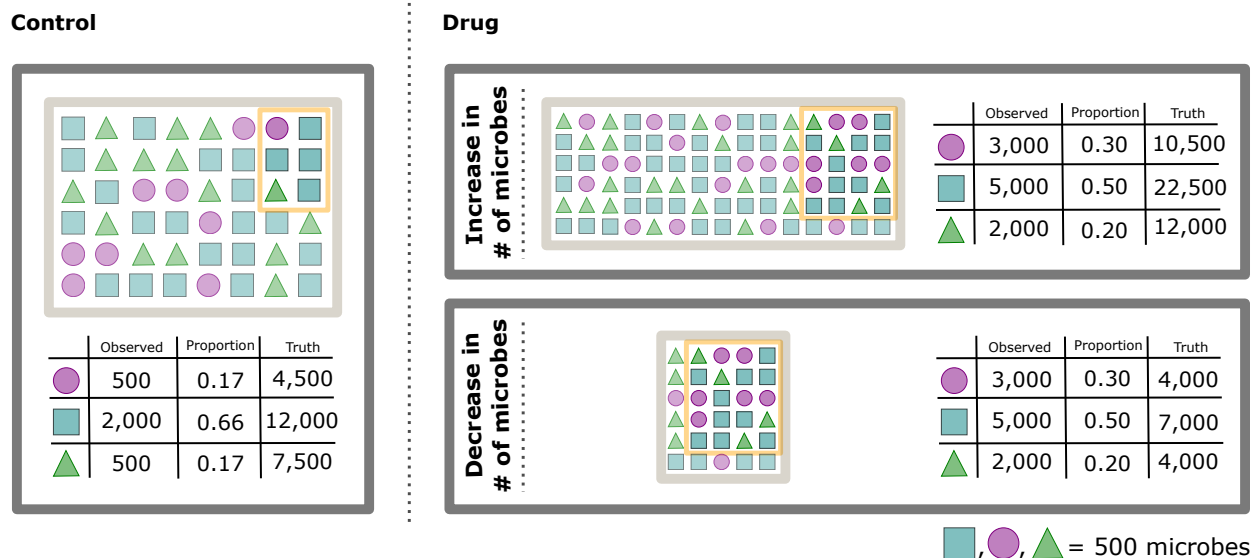 Control
Observed Proportion Truth
500 0.17 4,500
2,000 0.66 12,000
500 0.17 7,500
Drug
Increase in
# of microbes
Observed Proportion Truth
3,000 0.30 10,500
5,000 0.50 22,500
2,000 0.20 12,000
Decrease in
# of microbes
Observed Proportion Truth
3,000 0.30 4,000
5,000 0.50 7,000
2,000 0.20 4,000
, , = 500 microbes